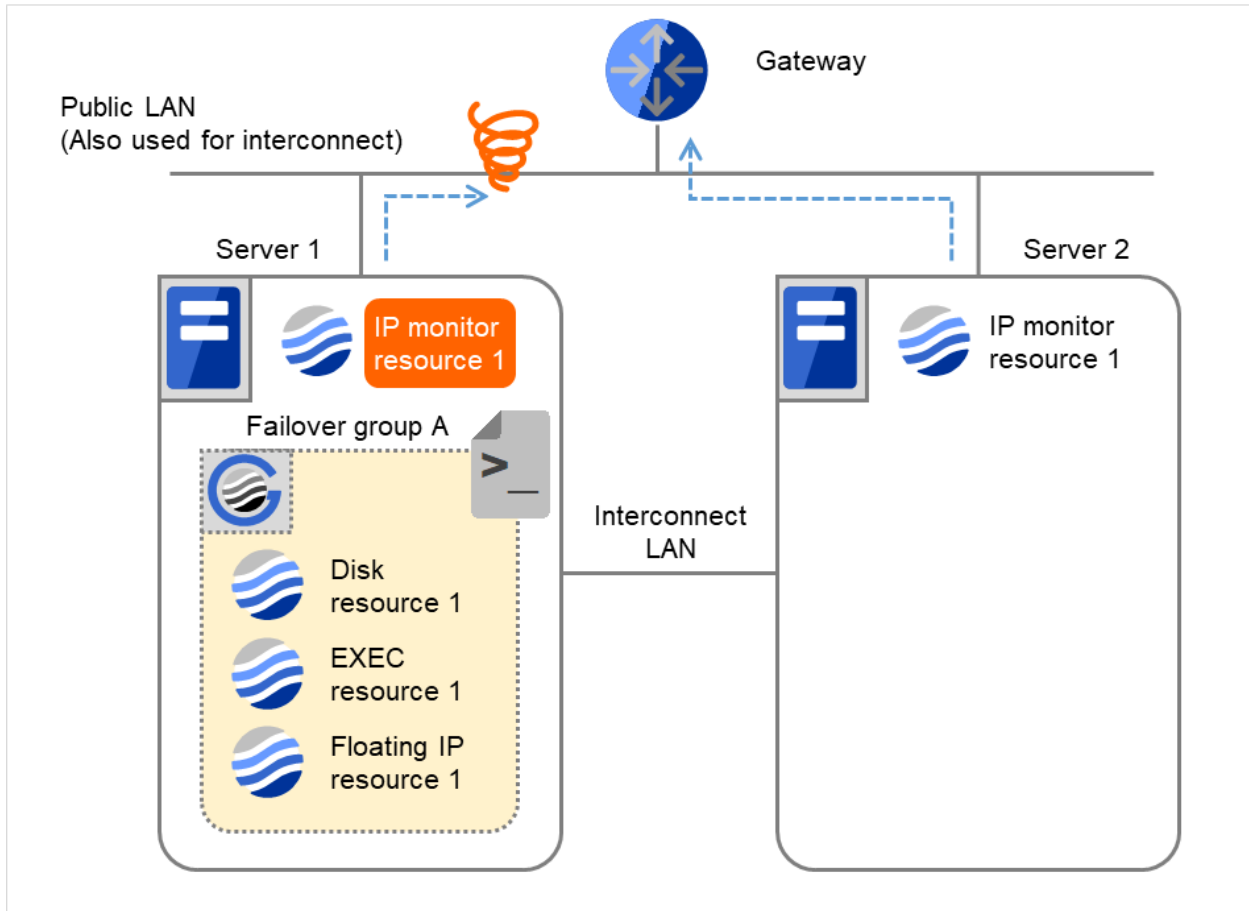 Gateway
Public LAN
(Also used for interconnect)
Server 1
Server 2
IP monitor
resource 1
IP monitor
resource 1
Failover group A
>_
Interconnect
LAN
Disk
resource 1
EXEC
resource 1
Floating IP
resource 1